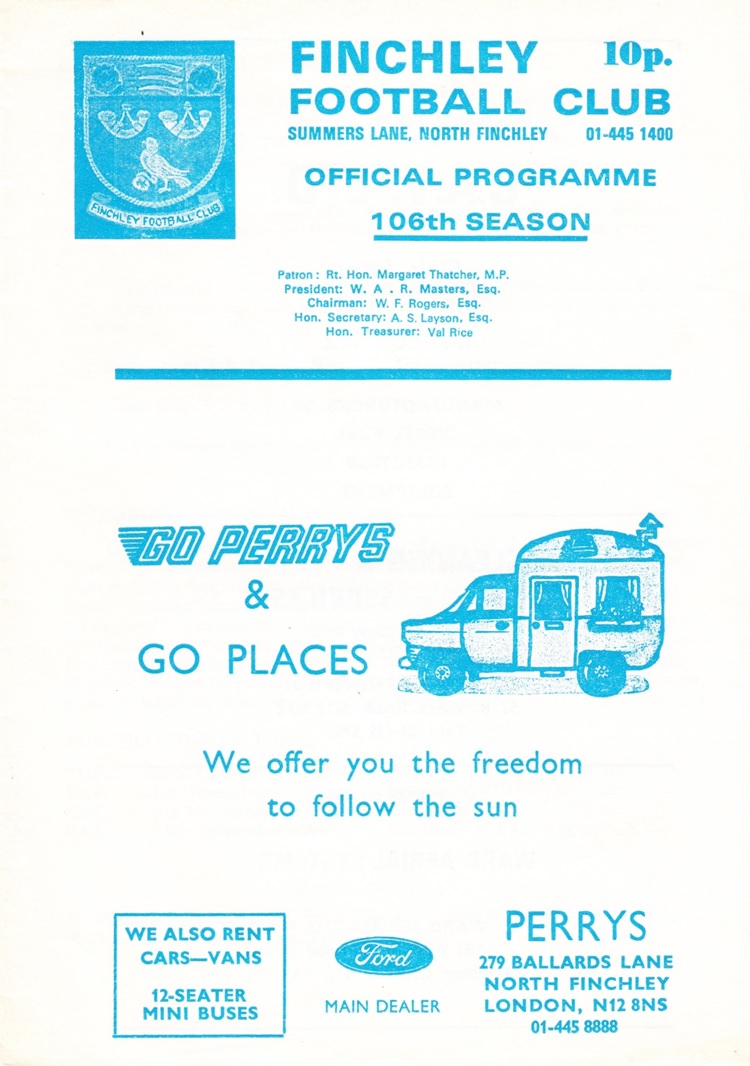 FINCHLEY 10p.
FOOTBALL CLUB
SUMMERS LANE, NORTH FINCHLEY 01-445 1400
OFFICIAL PROGRAMME
106th SEASON
FINCHLEY FOOTBALL CLUB
Patron : Rt. Hon. Margaret Thatcher, M.P.
President: W. A . R. Masters, Esq.
Chairman: W. F. Rogers, Esq.
Hon. Secretary: A. S. Layson, Esq.
Hon. Treasurer: Val Rice
GO PERRYS
&
GO PLACES
We offer you the freedom
to follow the sun
WE ALSO RENT
CARS—VANS
12-SEATER
MINI BUSES
Ford
MAIN DEALER
PERRYS
279 BALLARDS LANE
NORTH FINCHLEY
LONDON, N12 8NS
01-445 8888